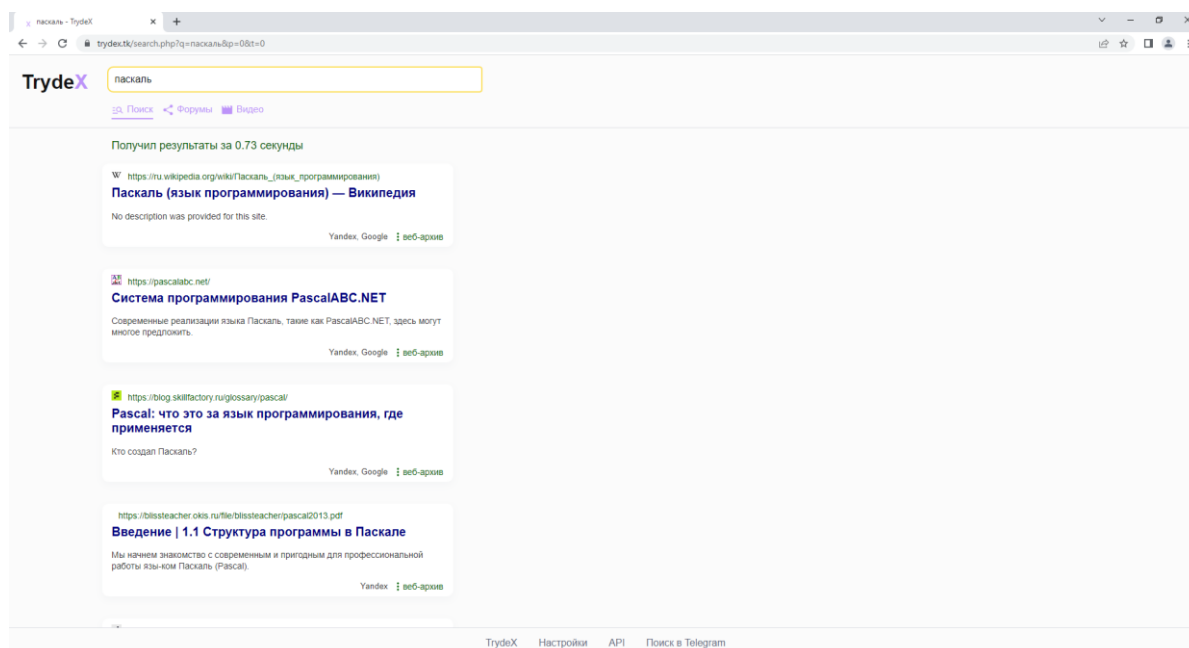 паскаль - TrydeX
trydex.tk/search.php?q=паскаль&p=0&t=0
TrydeX
паскаль
Поиск Форумы Видео
Получил результаты за 0.73 секунды
W https://ru.wikipedia.org/wiki/Паскаль_(язык_программирования)
Паскаль (язык программирования) — Википедия
No description was provided for this site.
Yandex, Google веб-архив
https://pascalabc.net/
Система программирования PascalABC.NET
Современные реализации языка Паскаль, такие как PascalABC.NET, здесь могут
многое предложить.
Yandex, Google веб-архив
https://blog.skillfactory.ru/glossary/pascal/
Pascal: что это за язык программирования, где
применяется
Кто создал Паскаль?
Yandex, Google веб-архив
https://blissteacher.okis.ru/file/blissteacher/pascal2013.pdf
Введение | 1.1 Структура программы в Паскале
Мы начнем знакомство с современным и пригодным для профессиональной
работы язы-ком Паскаль (Pascal).
Yandex веб-архив
TrydeX Настройки API Поиск в Telegram